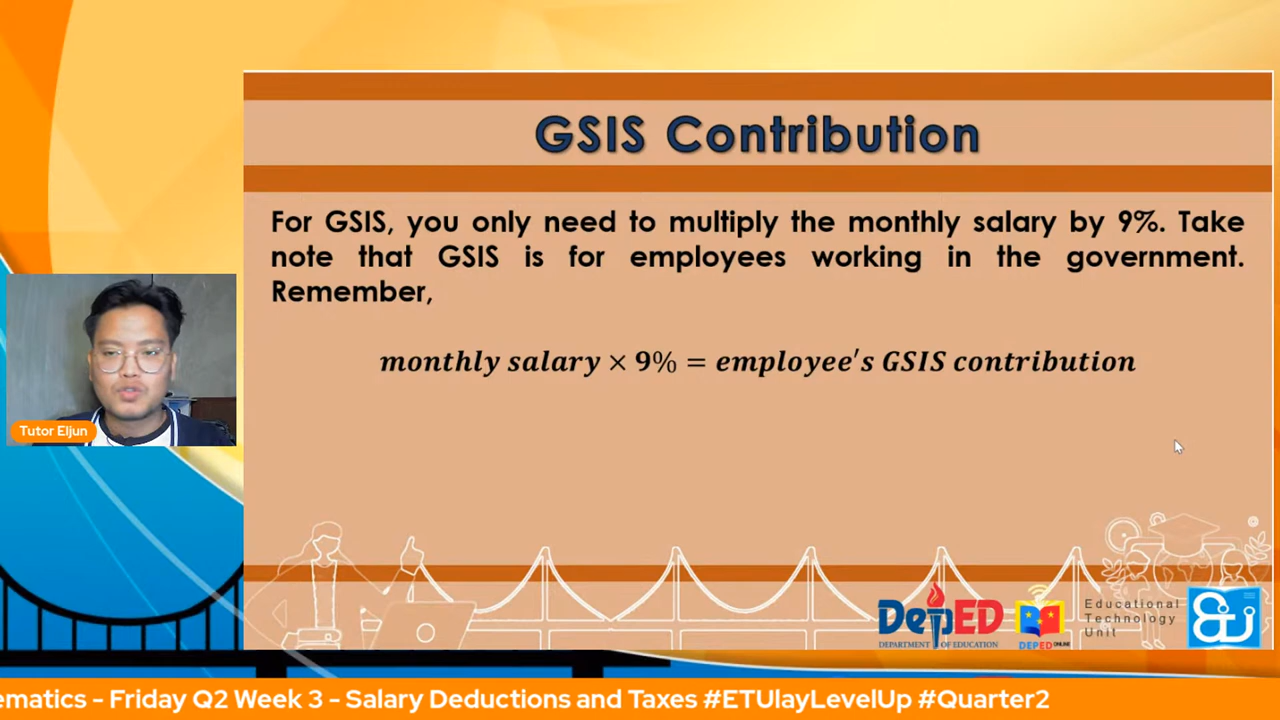 GSIS Contribution
For GSIS, you only need to multiply the monthly salary by 9%. Take
note that GSIS is for employees working in the government.
Remember,
monthly salary × 9% = employee's GSIS contribution
Tutor Eljun
DepED
DEPARTMENT OF EDUCATION
DEPED ONLINE
Educational
Technology
Unit
ematics - Friday Q2 Week 3 - Salary Deductions and Taxes #ETUlayLevelUp #Quarter2